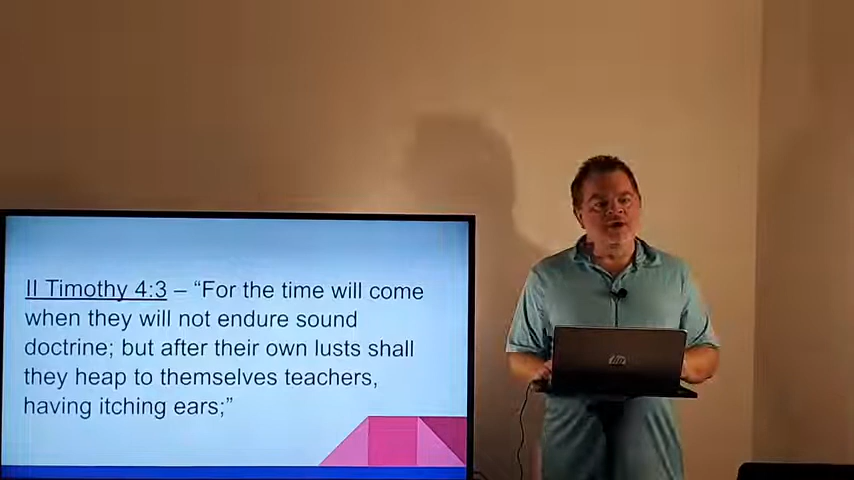 II Timothy 4:3 – “For the time will come
when they will not endure sound
doctrine; but after their own lusts shall
they heap to themselves teachers,
having itching ears;”
hp